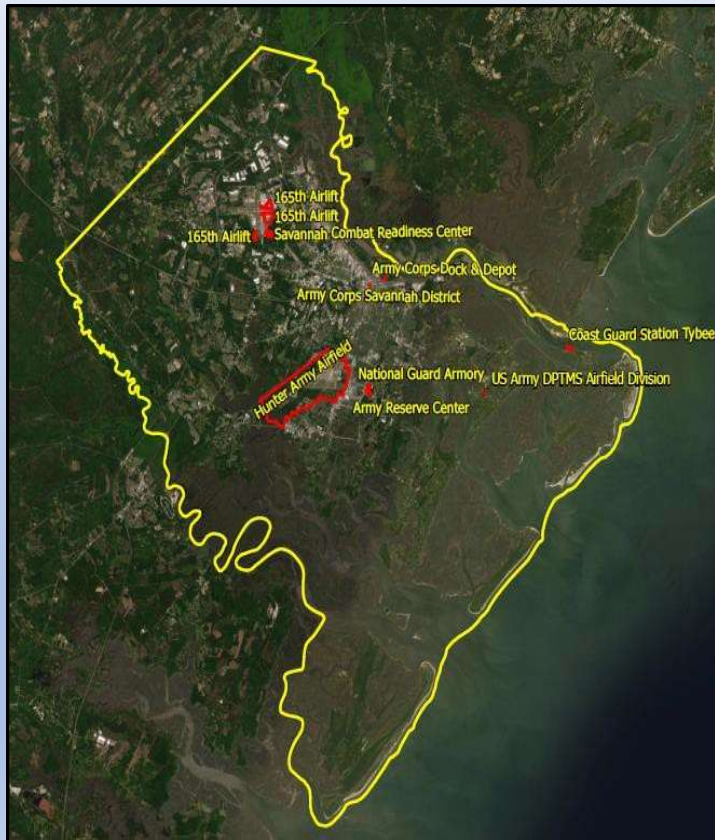 165th Airlift
165th Airlift
165th Airlift
Savannah Combat Readiness Center
Army Corps Dock & Depot
Army Corps Savannah District
Coast Guard Station Tybee
Hunter Army Airfield
National Guard Armory
US Army DPTMS Airfield Division
Army Reserve Center